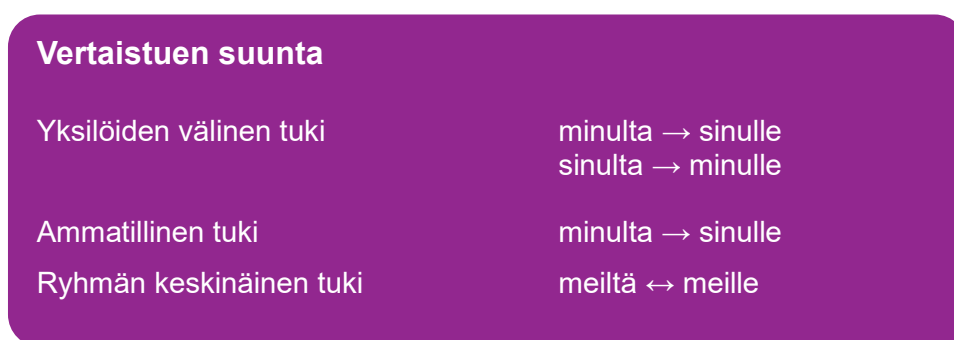 Vertaistuen suunta
Yksilöiden välinen tuki minulta → sinulle
sinulta → minulle
Ammatillinen tuki minulta → sinulle
Ryhmän keskinäinen tuki meiltä ↔ meille